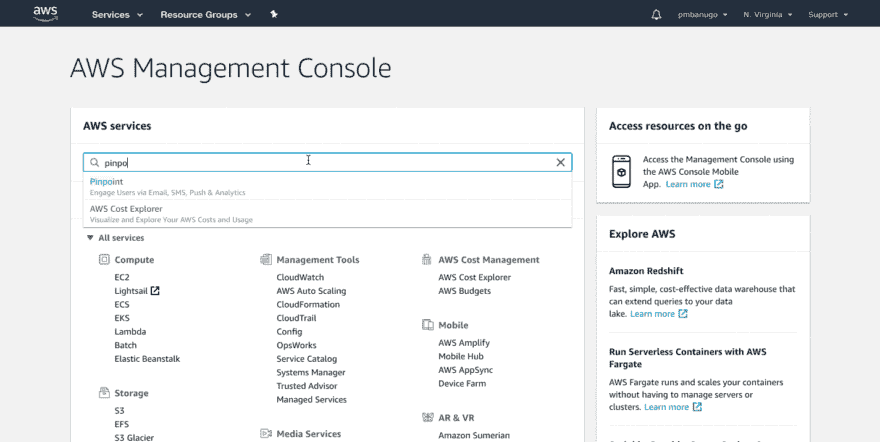 aws
Services
Resource Groups
pmbanugo
N. Virginia
Support
AWS Management Console
AWS services
pinpo
Pinpoint
Engage Users via Email, SMS, Push & Analytics
AWS Cost Explorer
Visualize and Explore Your AWS Costs and Usage
All services
Compute
EC2
Lightsail
ECS
EKS
Lambda
Batch
Elastic Beanstalk
Storage
S3
EFS
S3 Glacier
Management Tools
CloudWatch
AWS Auto Scaling
CloudFormation
CloudTrail
Config
OpsWorks
Service Catalog
Systems Manager
Trusted Advisor
Managed Services
Media Services
AWS Cost Management
AWS Cost Explorer
AWS Budgets
Mobile
AWS Amplify
Mobile Hub
AWS AppSync
Device Farm
AR & VR
Amazon Sumerian
Access resources on the go
Access the Management Console using
the AWS Console Mobile
App. Learn more
Explore AWS
Amazon Redshift
Fast, simple, cost-effective data warehouse that
can extend queries to your data
lake. Learn more
Run Serverless Containers with AWS
Fargate
AWS Fargate runs and scales your containers
without having to manage servers or
clusters. Learn more